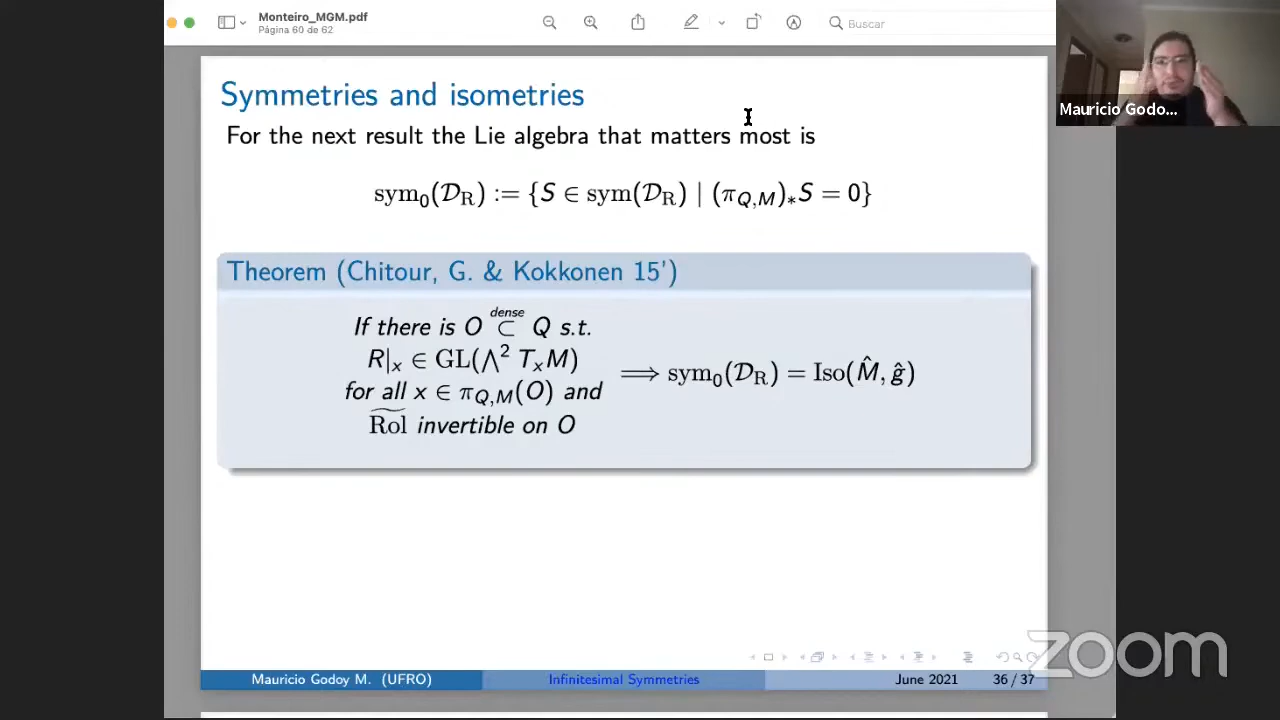 Monteiro_MGM.pdf
Página 60 de 62
Buscar
Mauricio Godo...
Symmetries and isometries
For the next result the Lie algebra that matters most is
sym₀(𝒟_R) := {S ∈ sym(𝒟_R) | (π_{Q,M})_*S = 0}
Theorem (Chitour, G. & Kokkonen 15')
If there is O ⊂^{dense} Q s.t.
R|ₓ ∈ GL(⋀² TₓM)
for all x ∈ π_{Q,M}(O) and
\widetilde{Rol} invertible on O
⟹ sym₀(𝒟_R) = Iso(M̂, ĝ)
Mauricio Godoy M. (UFRO)
Infinitesimal Symmetries
June 2021
36 / 37
zoom